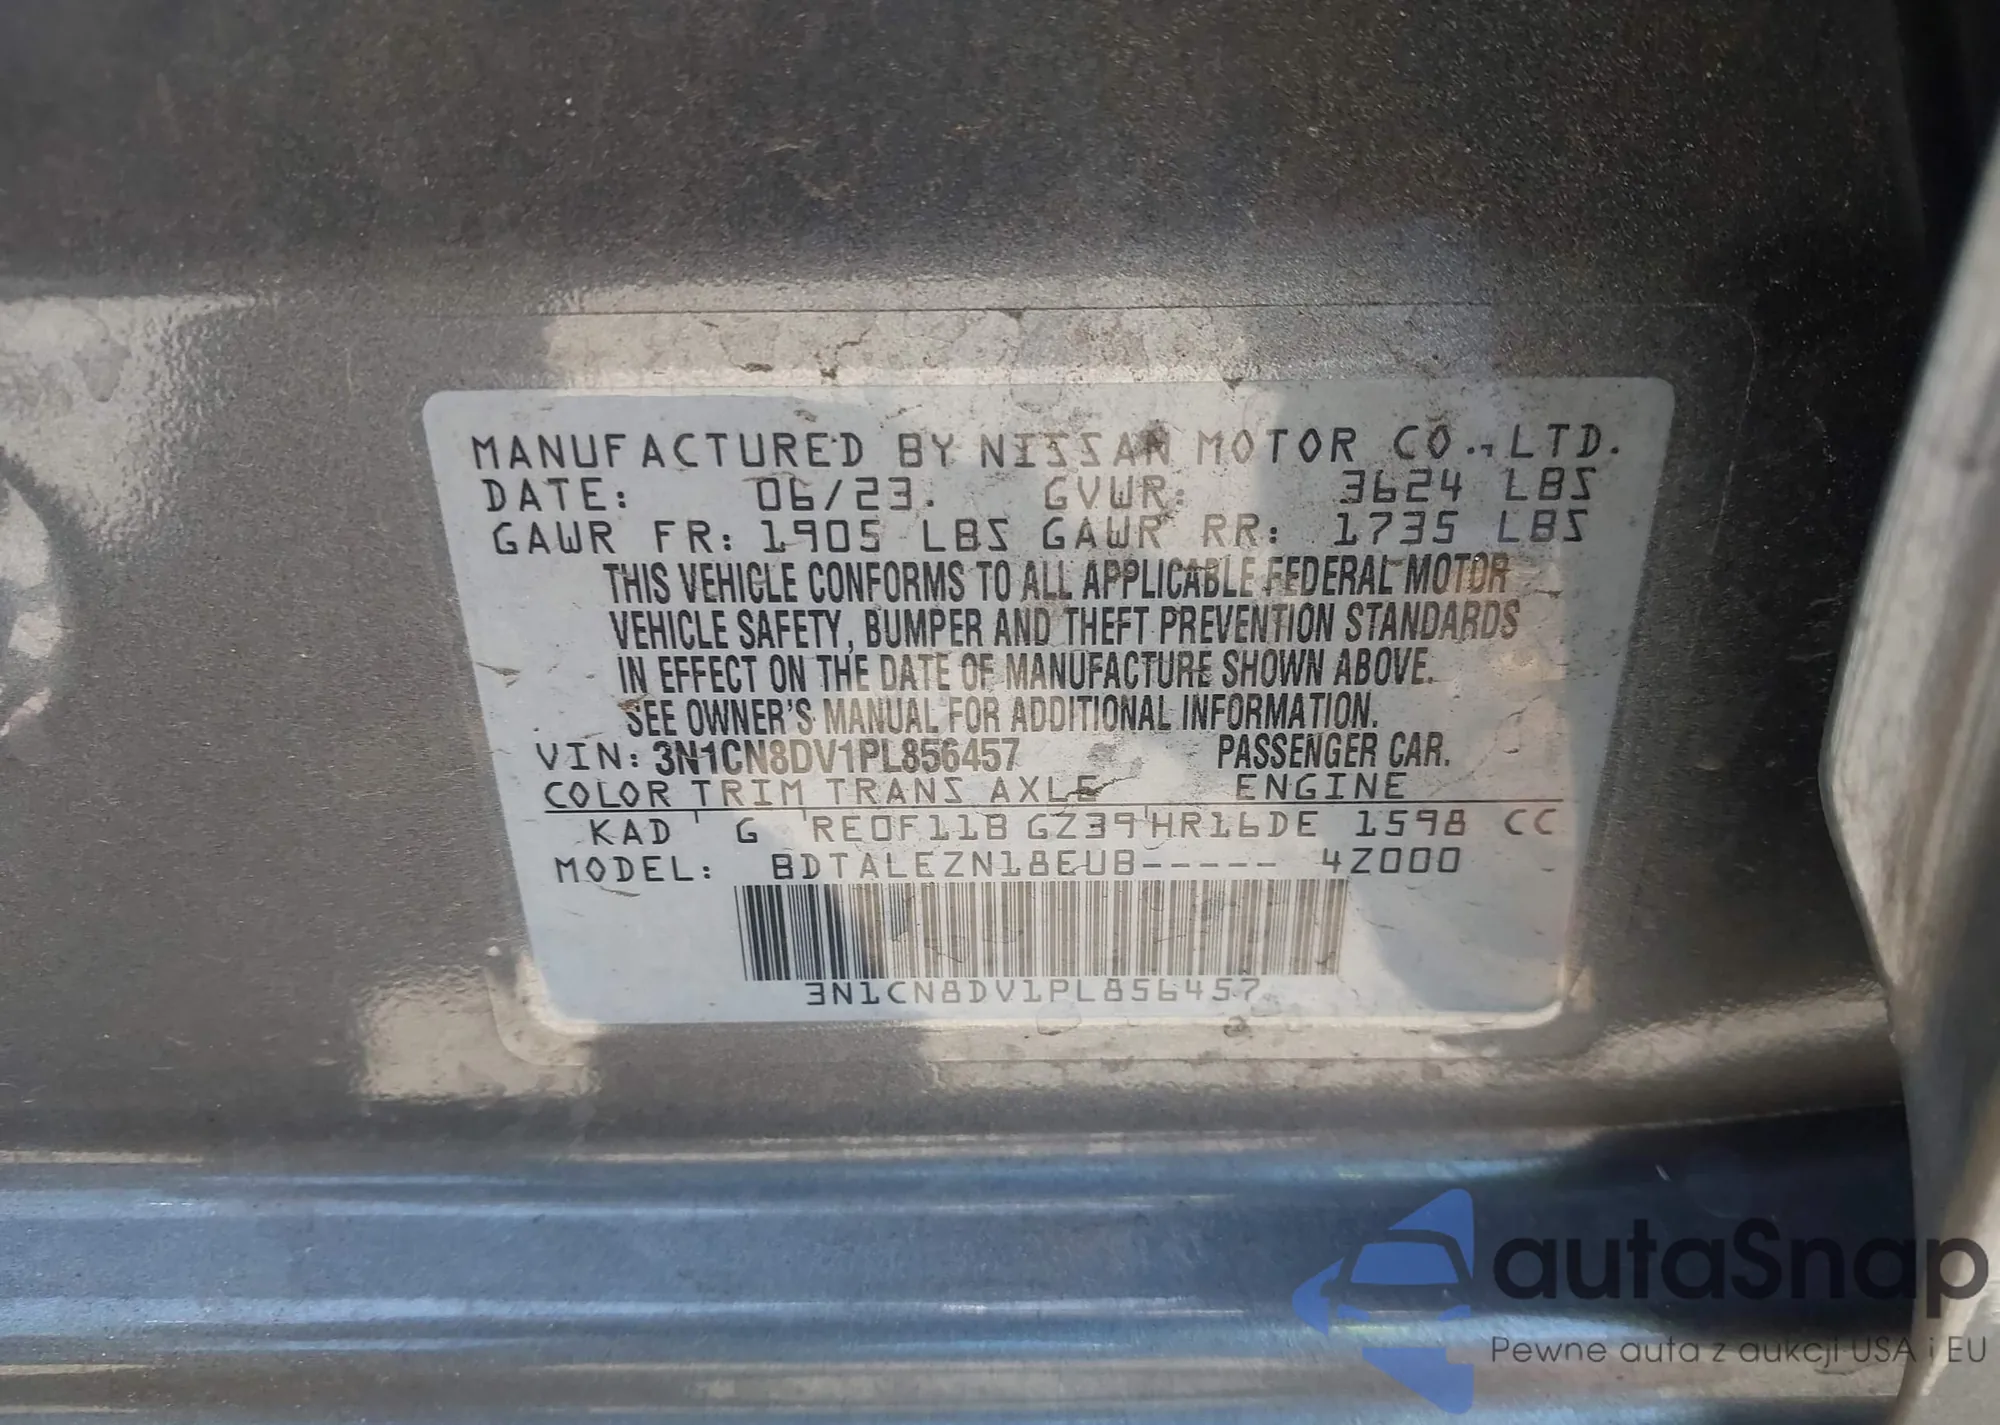 MANUFACTURED BY NISSAN MOTOR CO., LTD.
DATE: 06/23. GVWR: 3624 LBS
GAWR FR: 1905 LBS GAWR RR: 1735 LBS
THIS VEHICLE CONFORMS TO ALL APPLICABLE FEDERAL MOTOR
VEHICLE SAFETY, BUMPER AND THEFT PREVENTION STANDARDS
IN EFFECT ON THE DATE OF MANUFACTURE SHOWN ABOVE.
SEE OWNER'S MANUAL FOR ADDITIONAL INFORMATION.
VIN: 3N1CN8DV1PL856457 PASSENGER CAR.
COLOR TRIM TRANS AXLE ENGINE
KAD G RE0F11B GZ39 HR16DE 1598 CC
MODEL: BDTALEZN18EUB----- 4Z000
3N1CN8DV1PL856457
autaSnap
Pewne auta z aukcji USA i EU